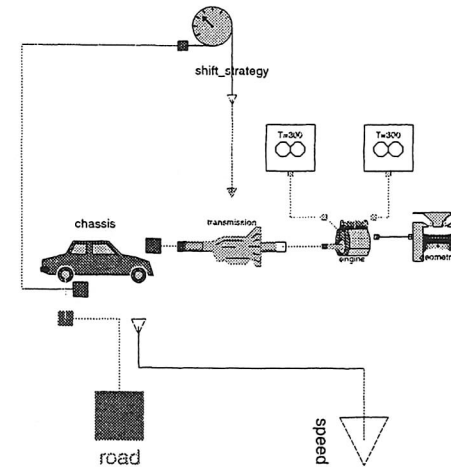 shift_strategy
T=300
T=300
chassis
transmission
engine
road
speed